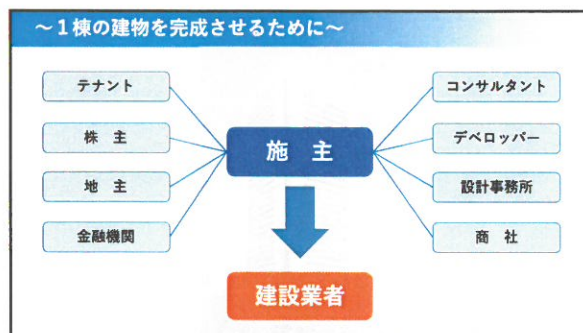 ～１棟の建物を完成させるために～
テナント
株　主
地　主
金融機関
施　主
コンサルタント
デベロッパー
設計事務所
商　社
建設業者